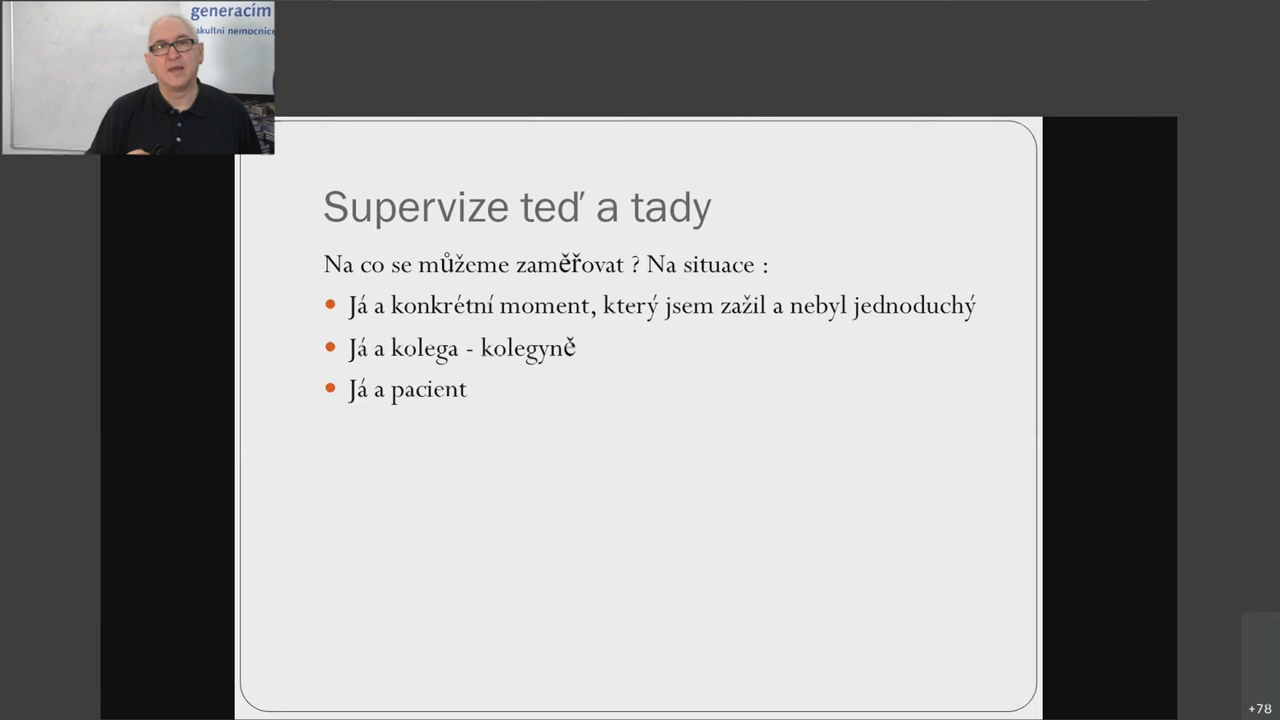 generacím
fakultní nemocnice
Supervize teď a tady
Na co se můžeme zaměřovat ? Na situace :
Já a konkrétní moment, který jsem zažil a nebyl jednoduchý
Já a kolega - kolegyně
Já a pacient
+78